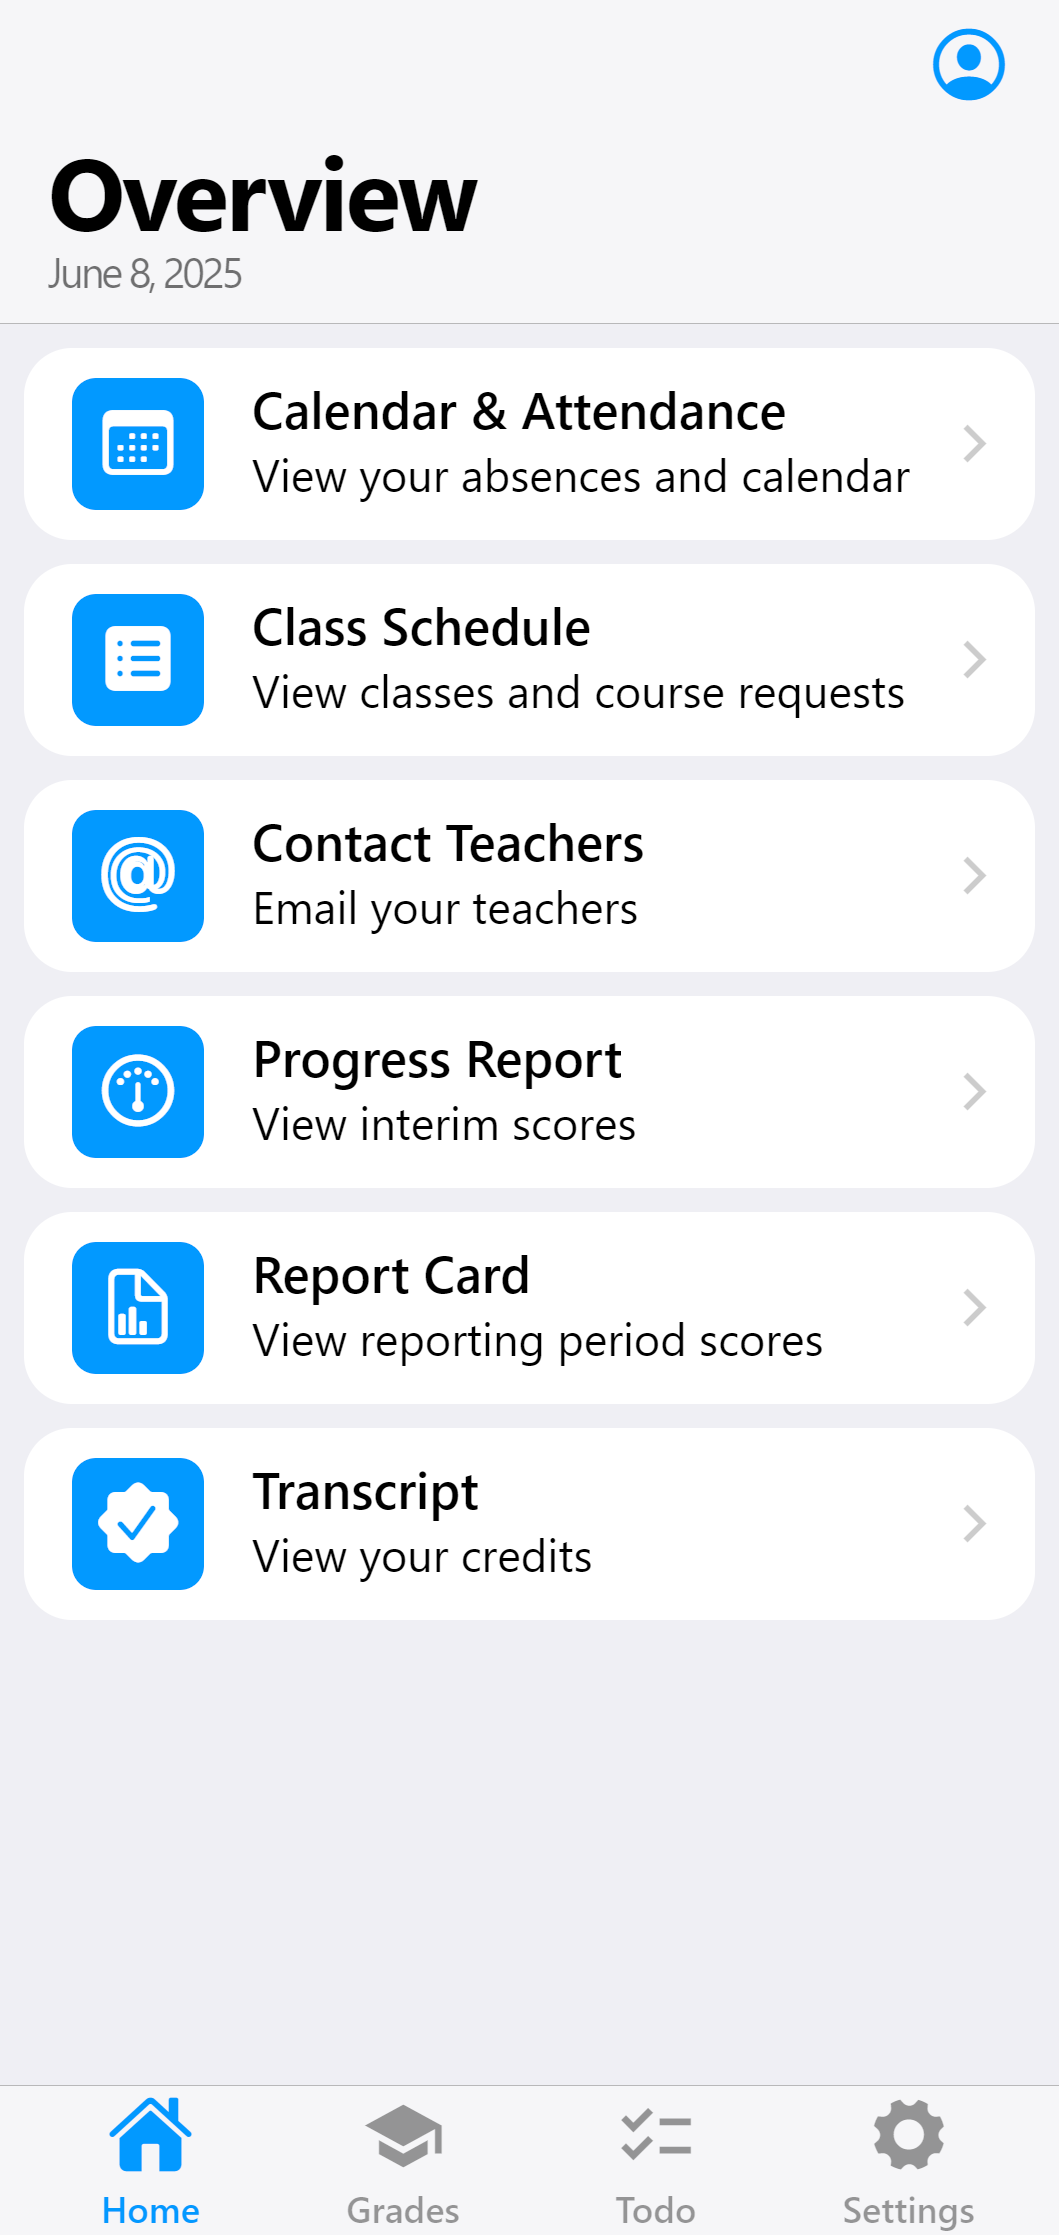 Overview
June 8, 2025
Calendar & Attendance
View your absences and calendar
Class Schedule
View classes and course requests
Contact Teachers
Email your teachers
Progress Report
View interim scores
Report Card
View reporting period scores
Transcript
View your credits
Home
Grades
Todo
Settings